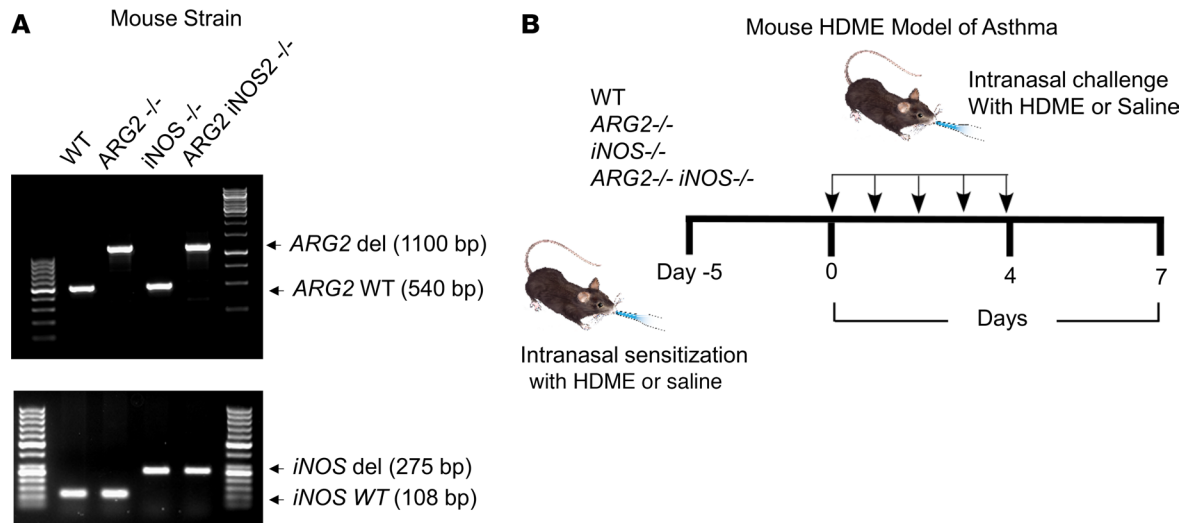 A
Mouse Strain
WT
ARG2 -/-
iNOS -/-
ARG2 iNOS2 -/-
ARG2 del (1100 bp)
ARG2 WT (540 bp)
iNOS del (275 bp)
iNOS WT (108 bp)
B
Mouse HDME Model of Asthma
WT
ARG2-/-
iNOS-/-
ARG2-/- iNOS-/-
Intranasal challenge
With HDME or Saline
Day -5
0
4
7
Days
Intranasal sensitization
with HDME or saline